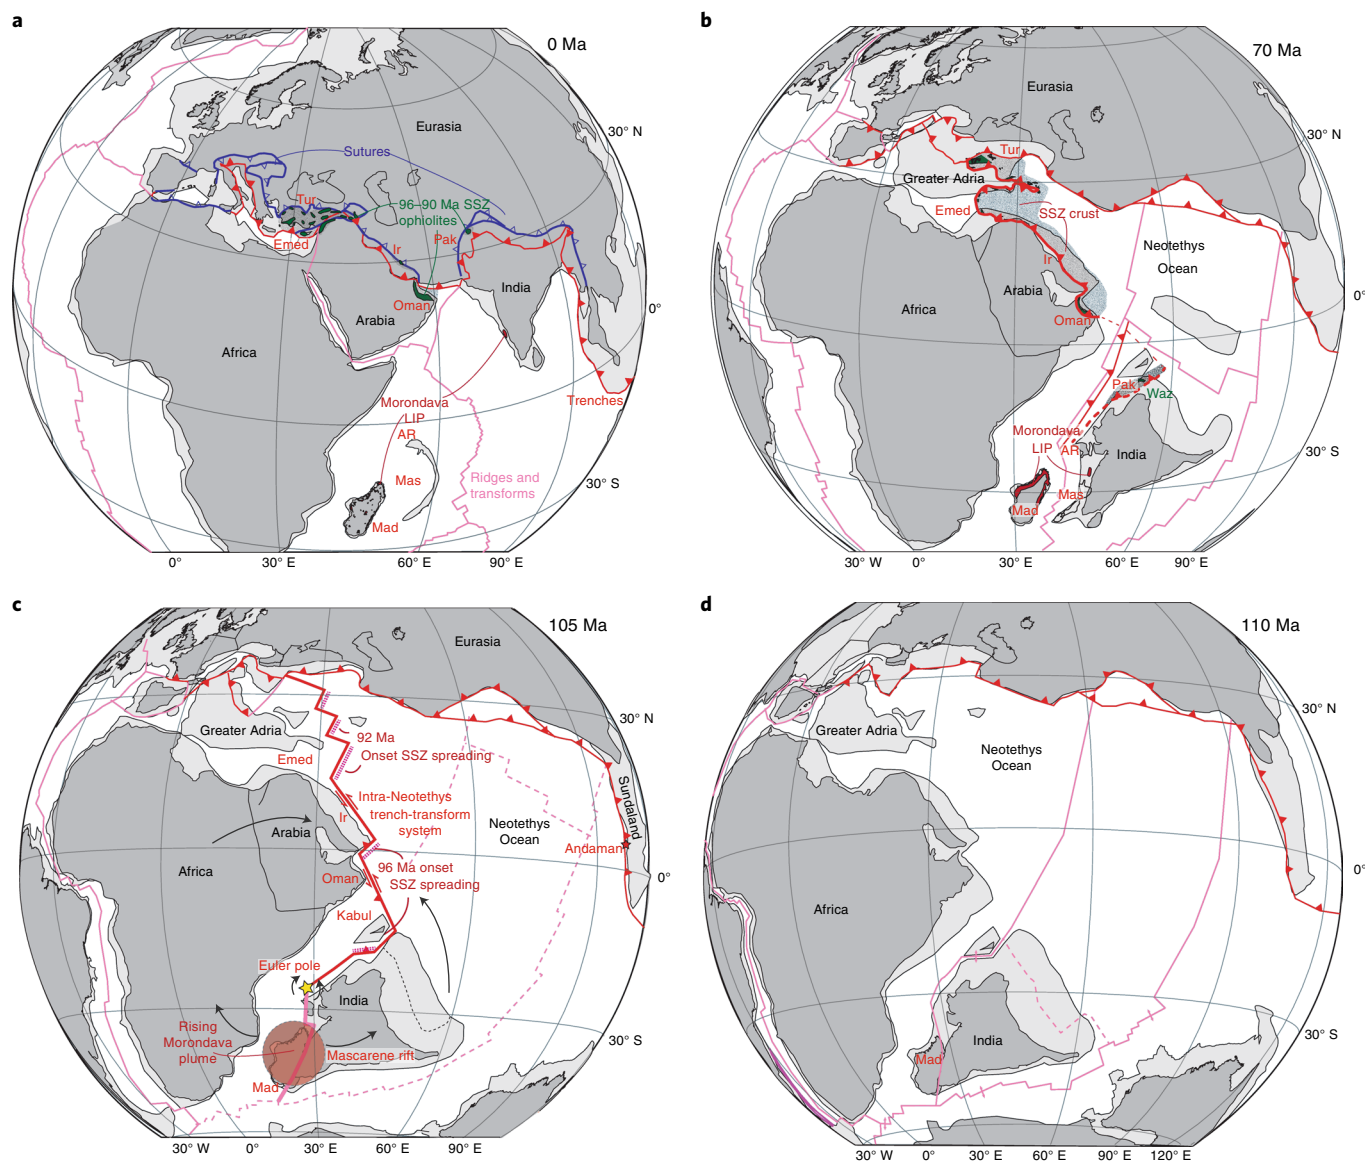 a
0 Ma
Eurasia
30° N
Sutures
Tur
96–90 Ma SSZ
opholites
Emed
Ir
Pak
India
Oman
0°
Arabia
Africa
Morondava
LIP
AR
Trenches
Mas
Ridges and
transforms
30° S
Mad
0°
30° E
60° E
90° E
b
70 Ma
Eurasia
30° N
Tur
Greater Adria
Emed
SSZ crust
Neotethys
Ocean
Ir
Arabia
0°
Africa
Oman
Pak
Waz
Morondava
LIP
AR
India
30° S
Mas
Mad
30° W
0°
30° E
60° E
90° E
c
105 Ma
Eurasia
30° N
Greater Adria
92 Ma
Onset SSZ spreading
Emed
Intra-Neotethys
trench-transform
system
Ir
Sundaland
Arabia
Neotethys
Ocean
Andaman
Africa
96 Ma onset
SSZ spreading
Oman
0°
Kabul
Euler pole
India
Rising
Morondava
plume
30° S
Mascarene rift
Mad
30° W
0°
30° E
60° E
90° E
d
110 Ma
30° N
Greater Adria
Neotethys
Ocean
0°
Africa
30° S
India
Mad
30° W
0°
30° E
60° E
90° E
120° E